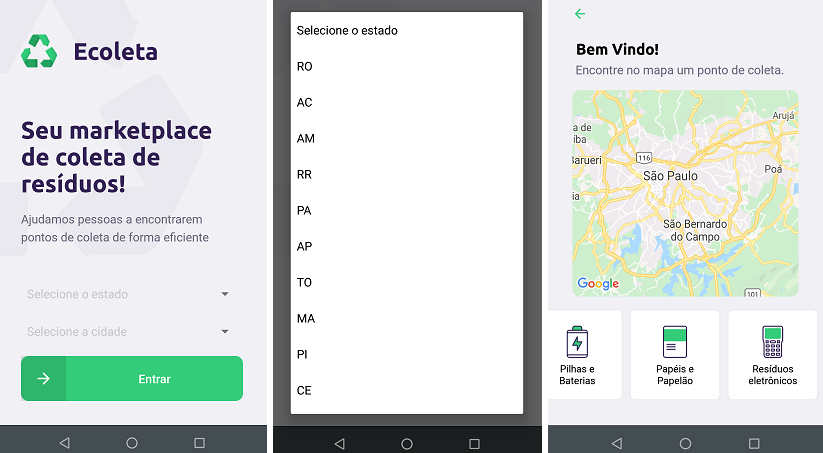 Ecoleta
Seu marketplace
de coleta de
resíduos!
Ajudamos pessoas a encontrarem
pontos de coleta de forma eficiente
Selecione o estado
Selecione a cidade
Entrar
Selecione o estado
RO
AC
AM
RR
PA
AP
TO
MA
PI
CE
Bem Vindo!
Encontre no mapa um ponto de coleta.
Arujá
a de
iba
Barueri
116
São Paulo
Poá
São Bernardo
do Campo
Google
101
Pilhas e
Baterias
Papéis e
Papelão
Resíduos
eletrônicos